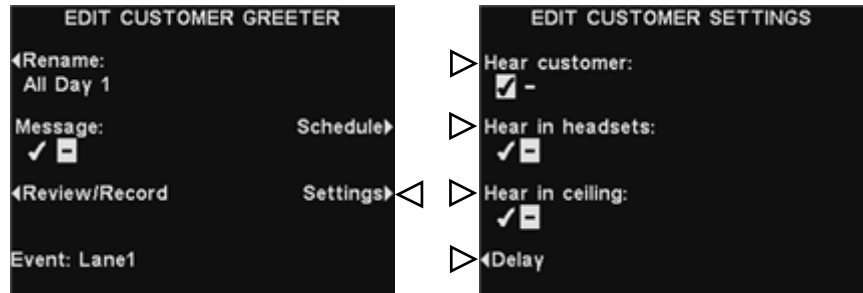 EDIT CUSTOMER GREETER
Rename:
All Day 1
Message: Schedule
✓ -
Review/Record Settings
Event: Lane1
EDIT CUSTOMER SETTINGS
Hear customer:
✓ -
Hear in headsets:
✓ -
Hear in ceiling:
✓ -
Delay